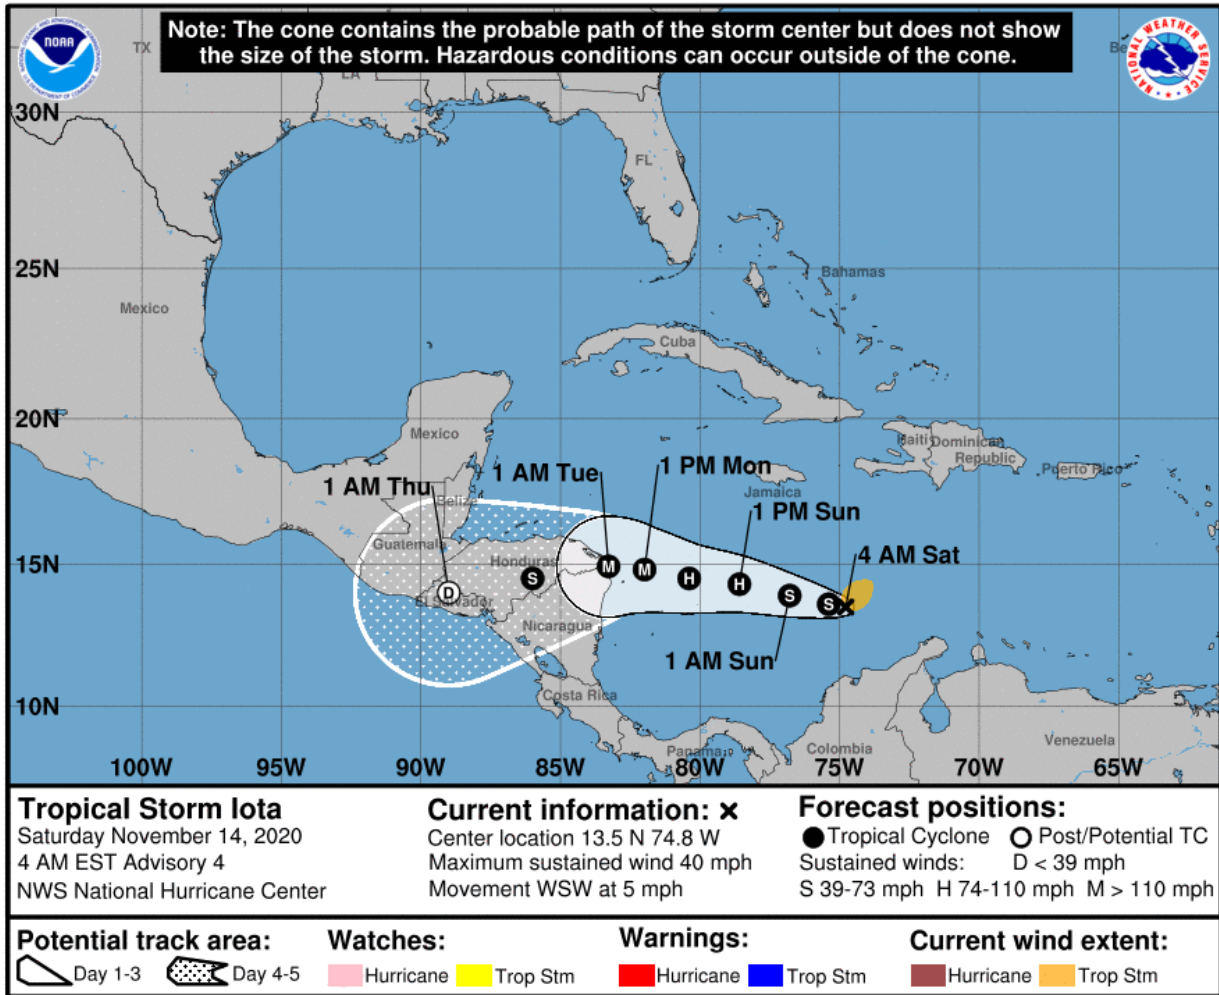 Note: The cone contains the probable path of the storm center but does not show
the size of the storm. Hazardous conditions can occur outside of the cone.
NOAA
NATIONAL WEATHER SERVICE
TX
LA
30N
FL
25N
Bahamas
Mexico
Cuba
20N
Mexico
Haiti
Dominican
Republic
Puerto Rico
1 AM Thu
1 AM Tue
1 PM Mon
Jamaica
Belize
1 PM Sun
Guatemala
15N
Honduras
4 AM Sat
D S M M H H S S
El Salvador
Nicaragua
1 AM Sun
Costa Rica
10N
Panama
Colombia
Venezuela
100W 95W 90W 85W 80W 75W 70W 65W
Tropical Storm Iota
Saturday November 14, 2020
4 AM EST Advisory 4
NWS National Hurricane Center
Current information: ×
Center location 13.5 N 74.8 W
Maximum sustained wind 40 mph
Movement WSW at 5 mph
Forecast positions:
Tropical Cyclone Post/Potential TC
Sustained winds: D < 39 mph
S 39-73 mph H 74-110 mph M > 110 mph
Potential track area:
Day 1-3 Day 4-5
Watches:
Hurricane Trop Stm
Warnings:
Hurricane Trop Stm
Current wind extent:
Hurricane Trop Stm